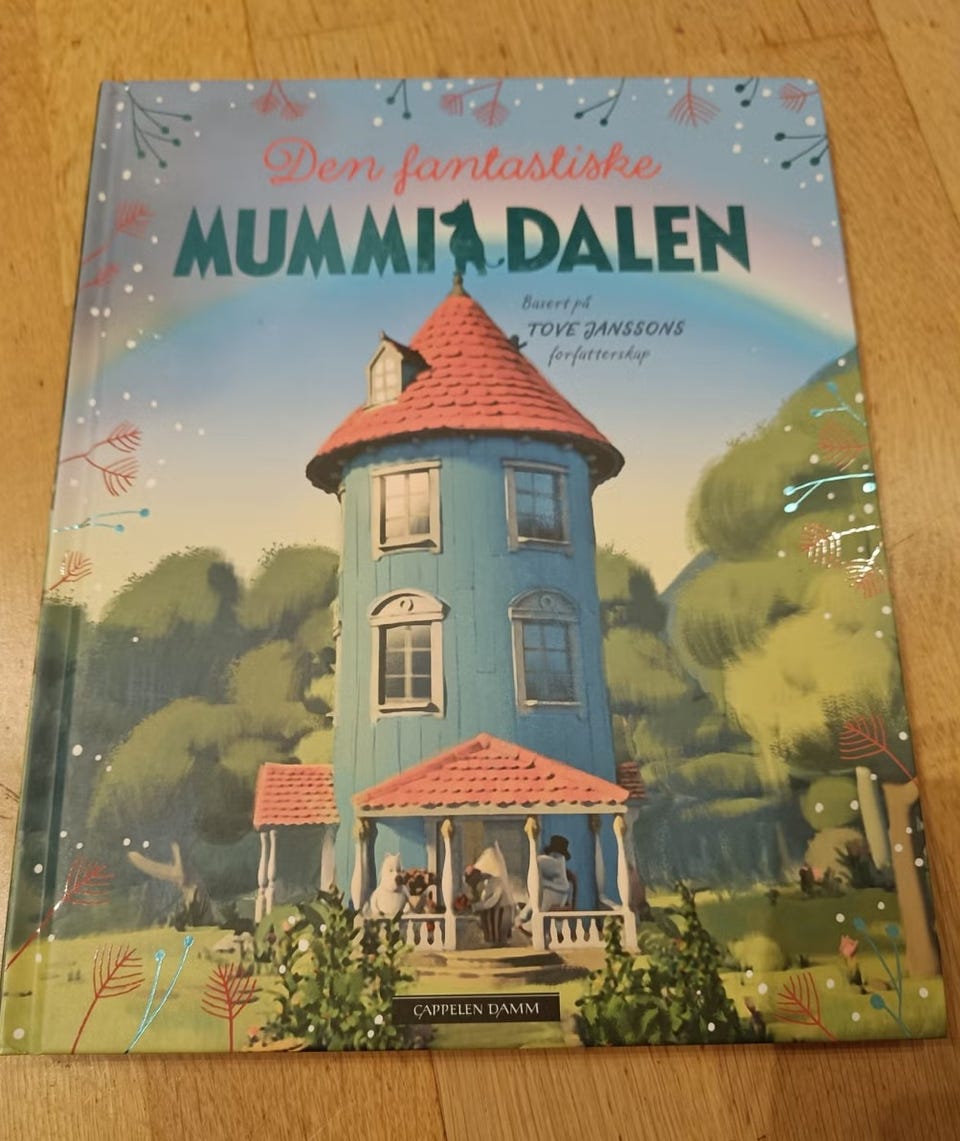 Den fantastiske
MUMMIDALEN
Basert på
TOVE JANSSONS
forfatterskap
CAPPELEN DAMM